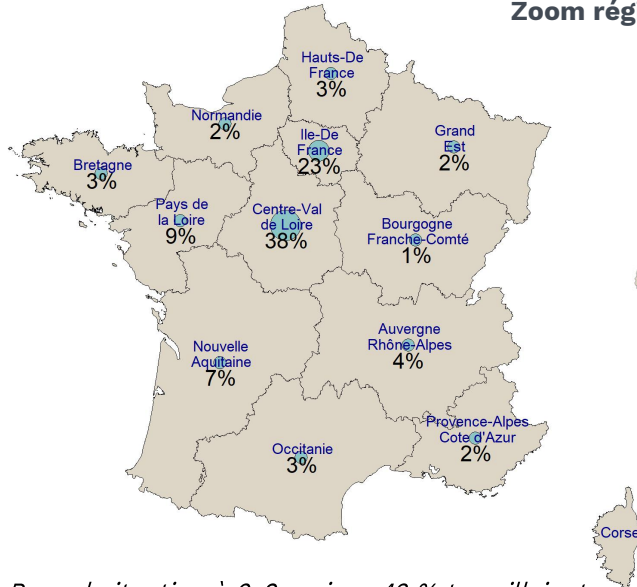 Zoom rég
Hauts-De
France
3%
Normandie
2%
Ile-De
France
23%
Grand
Est
2%
Bretagne
3%
Pays de
la Loire
9%
Centre-Val
de Loire
38%
Bourgogne
Franche-Comté
1%
Auvergne
Rhône-Alpes
4%
Nouvelle
Aquitaine
7%
Provence-Alpes
Cote d'Azur
2%
Occitanie
3%
Corse